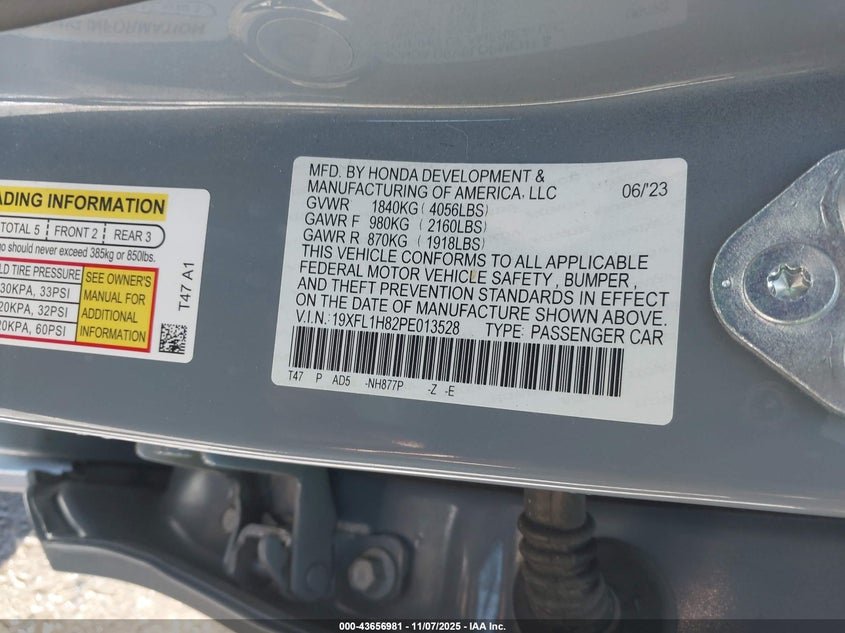 MFD. BY HONDA DEVELOPMENT &
MANUFACTURING OF AMERICA, LLC 06/'23
GVWR 1840KG (4056LBS)
GAWR F 980KG (2160LBS)
GAWR R 870KG (1918LBS)
THIS VEHICLE CONFORMS TO ALL APPLICABLE
FEDERAL MOTOR VEHICLE SAFETY, BUMPER,
AND THEFT PREVENTION STANDARDS IN EFFECT
ON THE DATE OF MANUFACTURE SHOWN ABOVE.
V.I.N.:19XFL1H82PE013528 TYPE: PASSENGER CAR
T47 P AD5 -NH877P -Z -E
ADING INFORMATION
TOTAL 5 FRONT 2 REAR 3
should never exceed 385kg or 850lbs.
TIRE PRESSURE
30KPA, 33PSI
20KPA, 32PSI
20KPA, 60PSI
SEE OWNER'S
MANUAL FOR
ADDITIONAL
INFORMATION
T47 A1
000-43656981 - 11/07/2025 - IAA Inc.